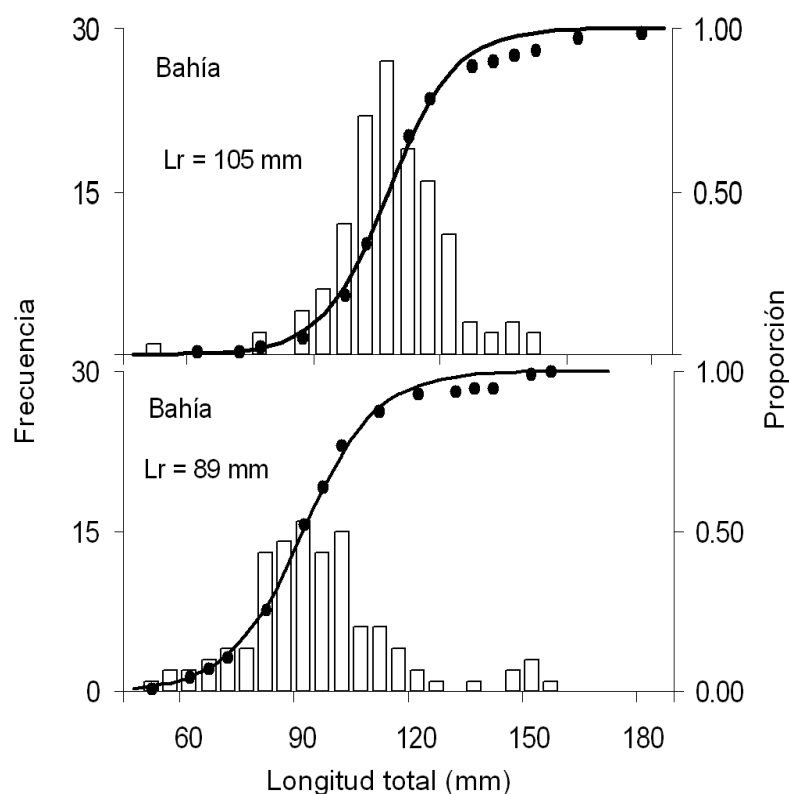 30
1.00
Bahía
Lr = 105 mm
15
0.50
Frecuencia
Proporción
30
1.00
Bahía
Lr = 89 mm
15
0.50
0
0.00
60 90 120 150 180
Longitud total (mm)